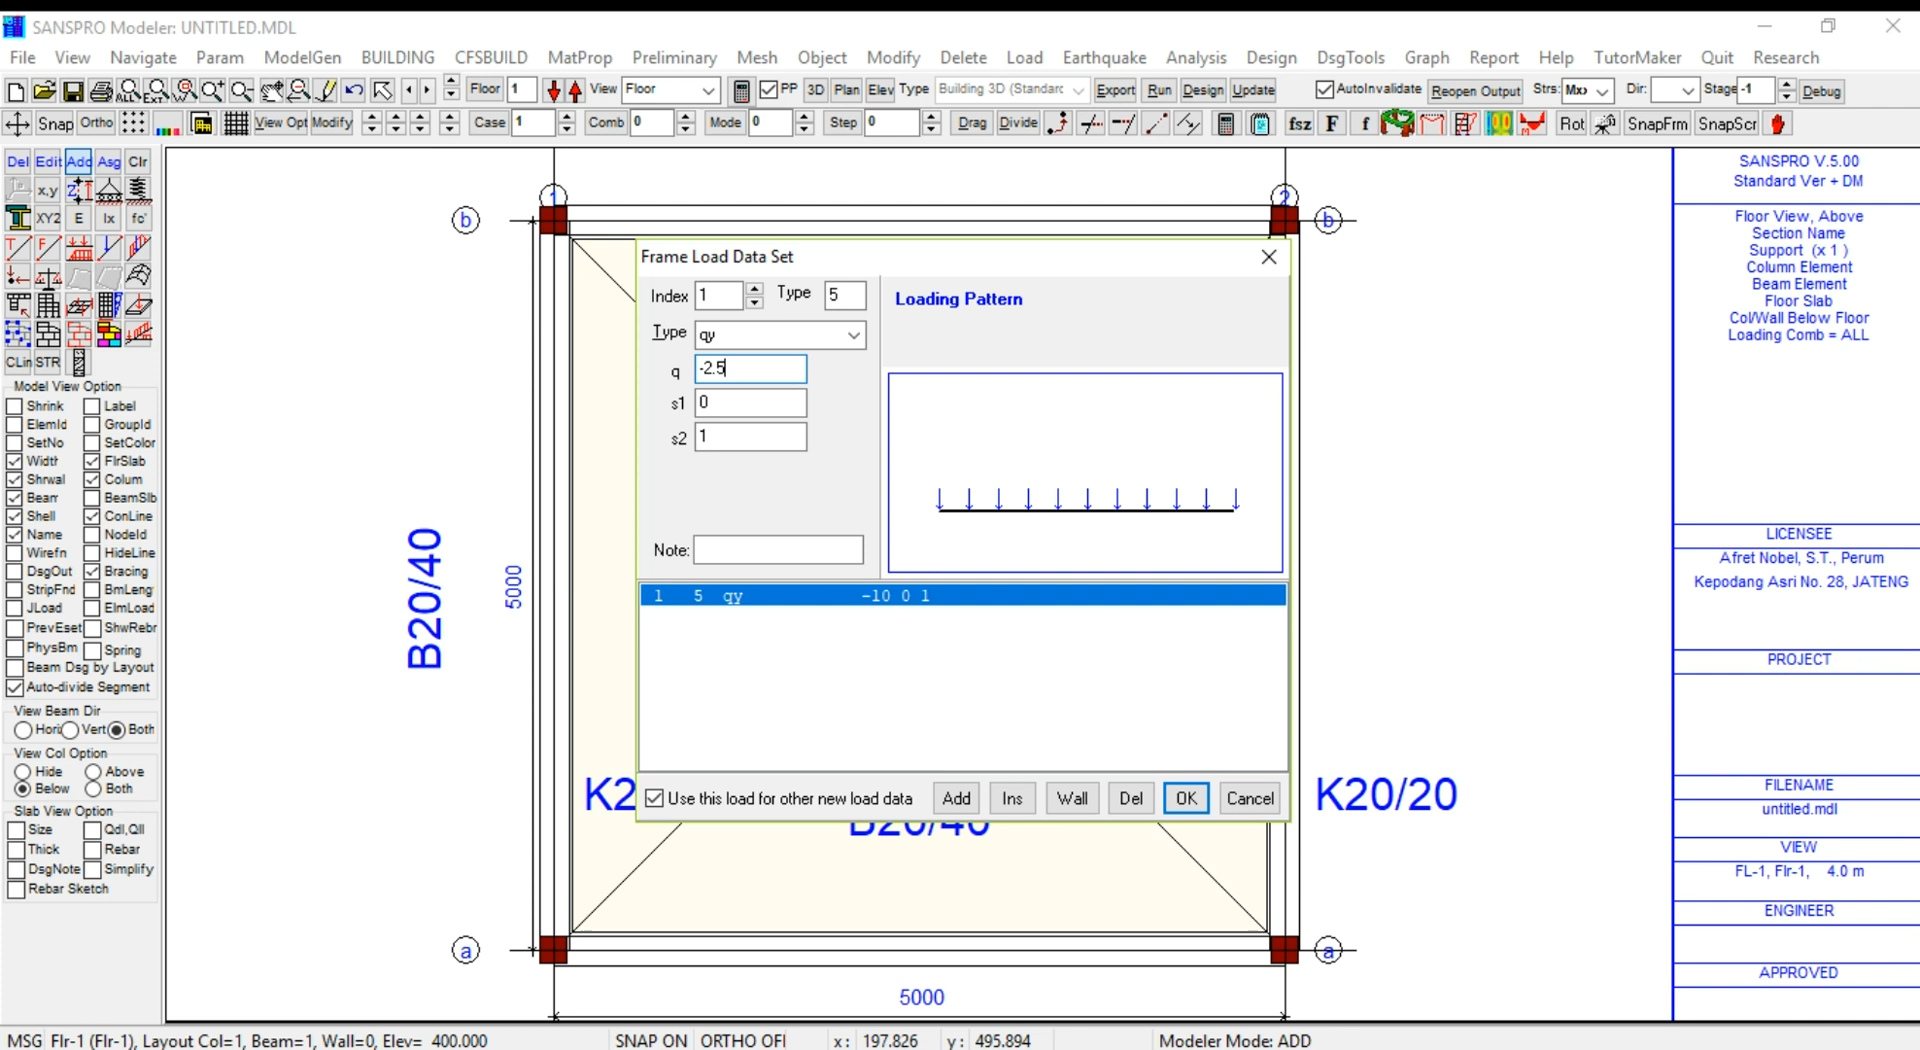 SANSPRO Modeler: UNTITLED.MDL
File View Navigate Param ModelGen BUILDING CFSBUILD MatProp Preliminary Mesh Object Modify Delete Load Earthquake Analysis Design DsgTools Graph Report Help TutorMaker Quit Research
ALL EXT Floor 1 View Floor PP 3D Plan Elev Type Building 3D (Standarc Export Run Design Update AutoInvalidate Reopen Output Strs: Mxx Dir: Stage -1 Debug
Snap Ortho View Opt Modify Case 1 Comb 0 Mode 0 Step 0 Drag Divide fsz F f Rot SnapFrm SnapScr
Del Edit Add Asg Clr
x,y Z
XY2 E Ix fc'
T F
CLin STR
Model View Option
Shrink Label
ElemId GroupId
SetNo SetColor
Width FlrSlab
Shrwal Colum
Bear BeamSlb
Shell ConLine
Name NodeId
Wirefn HideLine
DsgOut Bracing
StripFnd BmLeng
JLoad ElmLoad
PrevEset ShwRebr
PhysBm Spring
Beam Dsg by Layout
Auto-divide Segment
View Beam Dir
Hori Vert Both
View Col Option
Hide Above
Below Both
Slab View Option
Size Qdl,Qll
Thick Rebar
DsgNote Simplify
Rebar Sketch
1 2
b b
B20/40
5000
K2
B20/40
K20/20
a a
5000
Frame Load Data Set
Index 1 Type 5
Type qy
q -2.5
s1 0
s2 1
Note:
Loading Pattern
1 5 qy -10 0 1
Use this load for other new load data Add Ins Wall Del OK Cancel
SANSPRO V.5.00
Standard Ver + DM
Floor View, Above
Section Name
Support (x 1 )
Column Element
Beam Element
Floor Slab
Col/Wall Below Floor
Loading Comb = ALL
LICENSEE
Afret Nobel, S.T., Perum
Kepodang Asri No. 28, JATENG
PROJECT
FILENAME
untitled.mdl
VIEW
FL-1, Flr-1, 4.0 m
ENGINEER
APPROVED
MSG Flr-1 (Flr-1), Layout Col=1, Beam=1, Wall=0, Elev= 400.000 SNAP ON ORTHO OFF x : 197.826 y : 495.894 Modeler Mode: ADD